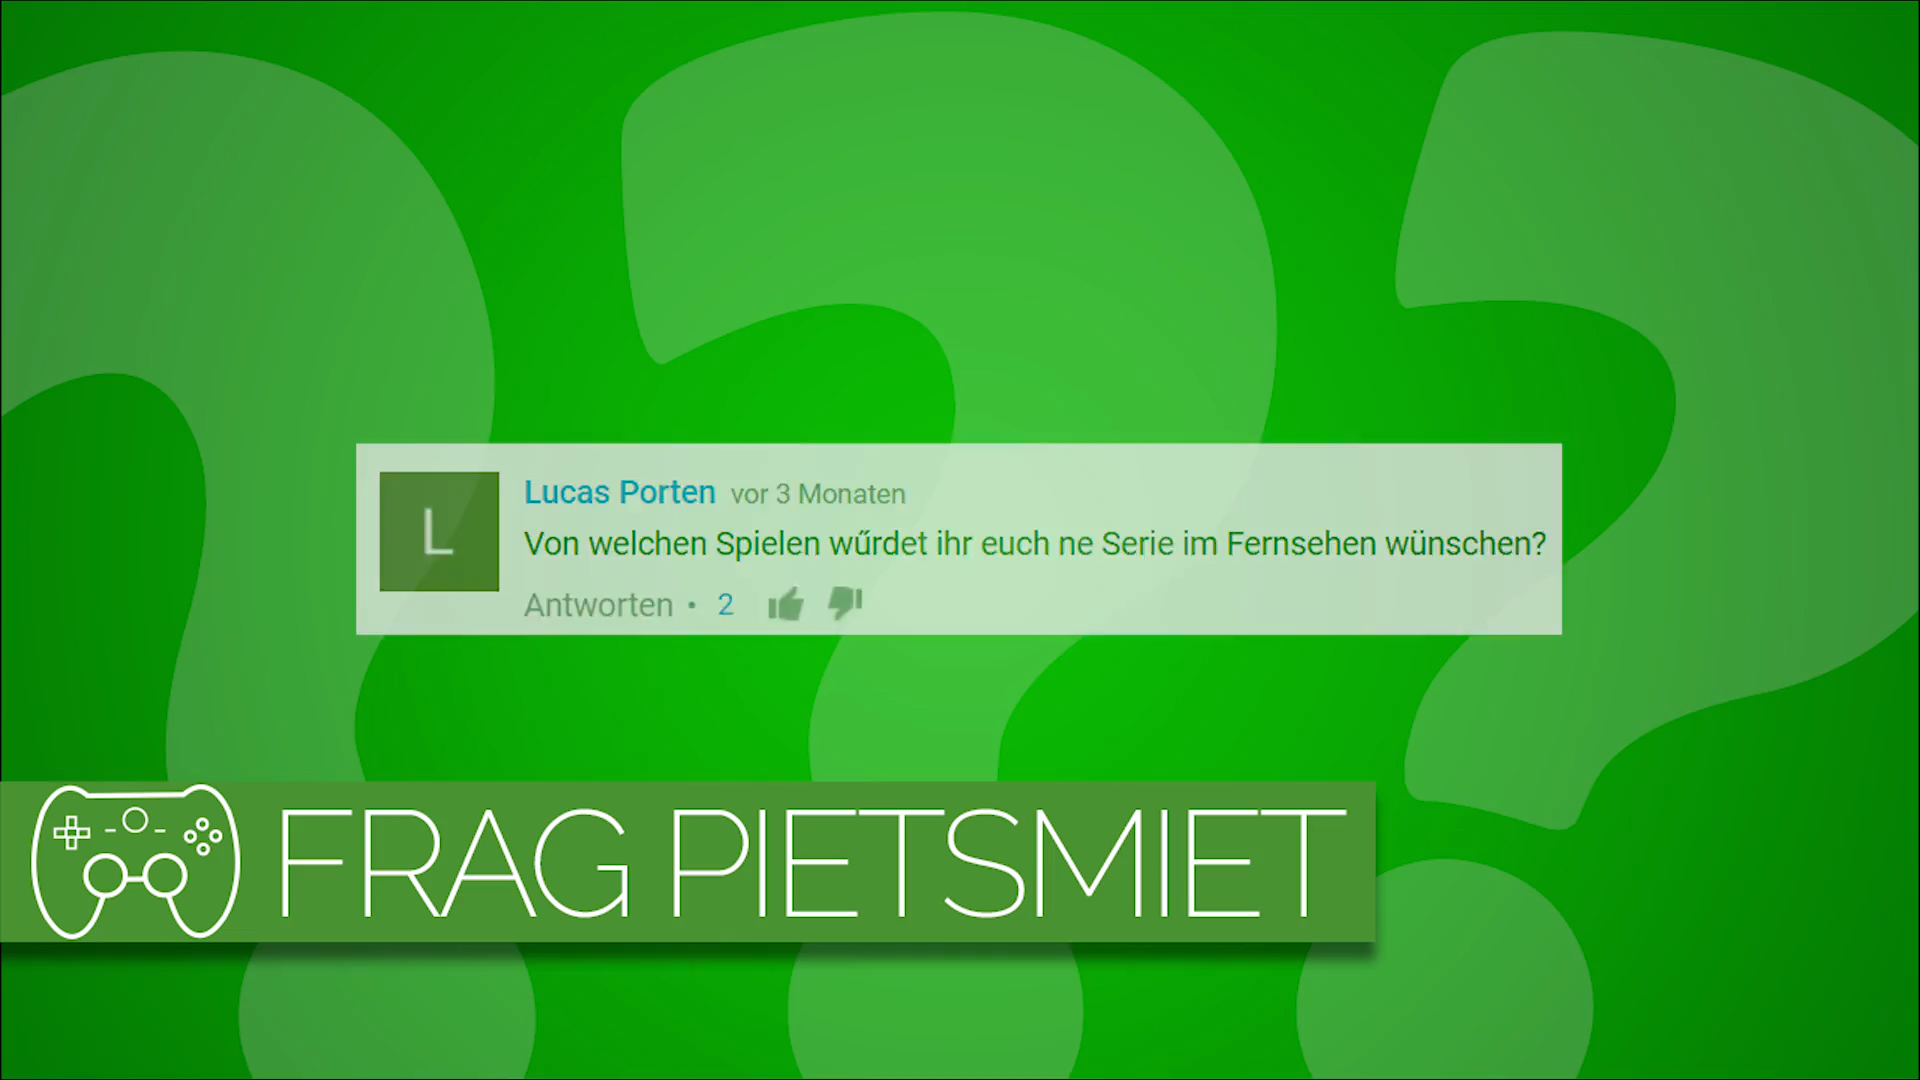 L
Lucas Porten vor 3 Monaten
Von welchen Spielen wűrdet ihr euch ne Serie im Fernsehen wünschen?
Antworten • 2
FRAG PIETSMIET